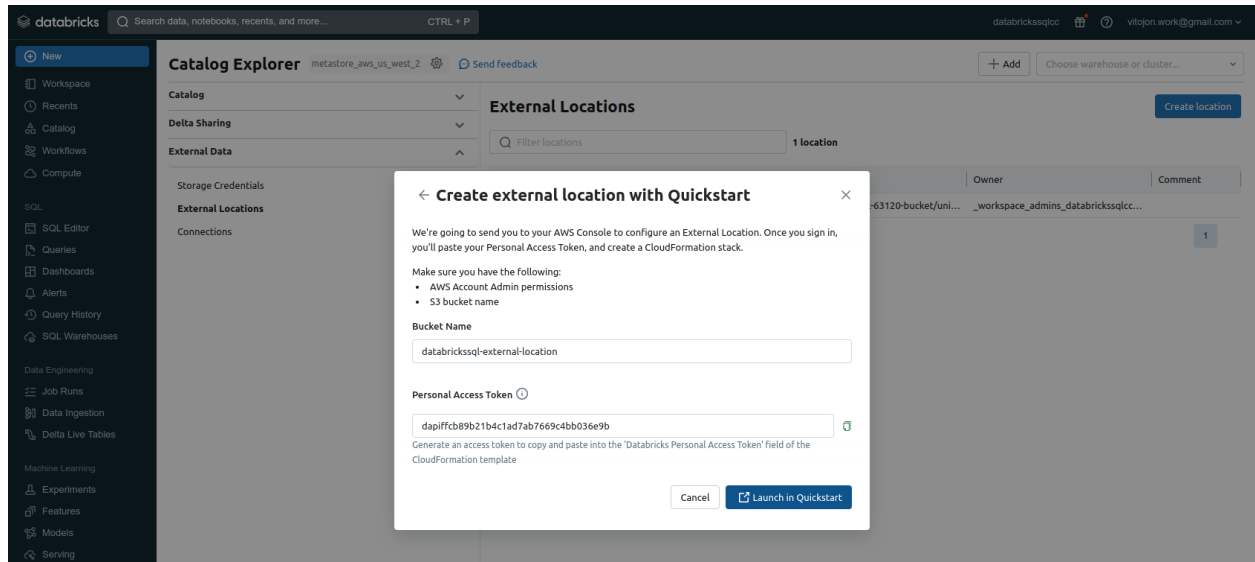 databricks
Search data, notebooks, recents, and more...
CTRL + P
databrickssqlcc
vitojon.work@gmail.com
New
Workspace
Recents
Catalog
Workflows
Compute
SQL
SQL Editor
Queries
Dashboards
Alerts
Query History
SQL Warehouses
Data Engineering
Job Runs
Data Ingestion
Delta Live Tables
Machine Learning
Experiments
Features
Models
Serving
Catalog Explorer
metastore_aws_us_west_2
Send feedback
Add
Choose warehouse or cluster...
Catalog
Delta Sharing
External Data
Storage Credentials
External Locations
Connections
External Locations
Create location
Filter locations
1 location
Owner
Comment
-63120-bucket/uni...
_workspace_admins_databrickssqlcc...
1
Create external location with Quickstart
We're going to send you to your AWS Console to configure an External Location. Once you sign in,
you'll paste your Personal Access Token, and create a CloudFormation stack.
Make sure you have the following:
• AWS Account Admin permissions
• S3 bucket name
Bucket Name
databrickssql-external-location
Personal Access Token
dapiffcb89b21b4c1ad7ab7669c4bb036e9b
Generate an access token to copy and paste into the 'Databricks Personal Access Token' field of the
CloudFormation template
Cancel
Launch in Quickstart